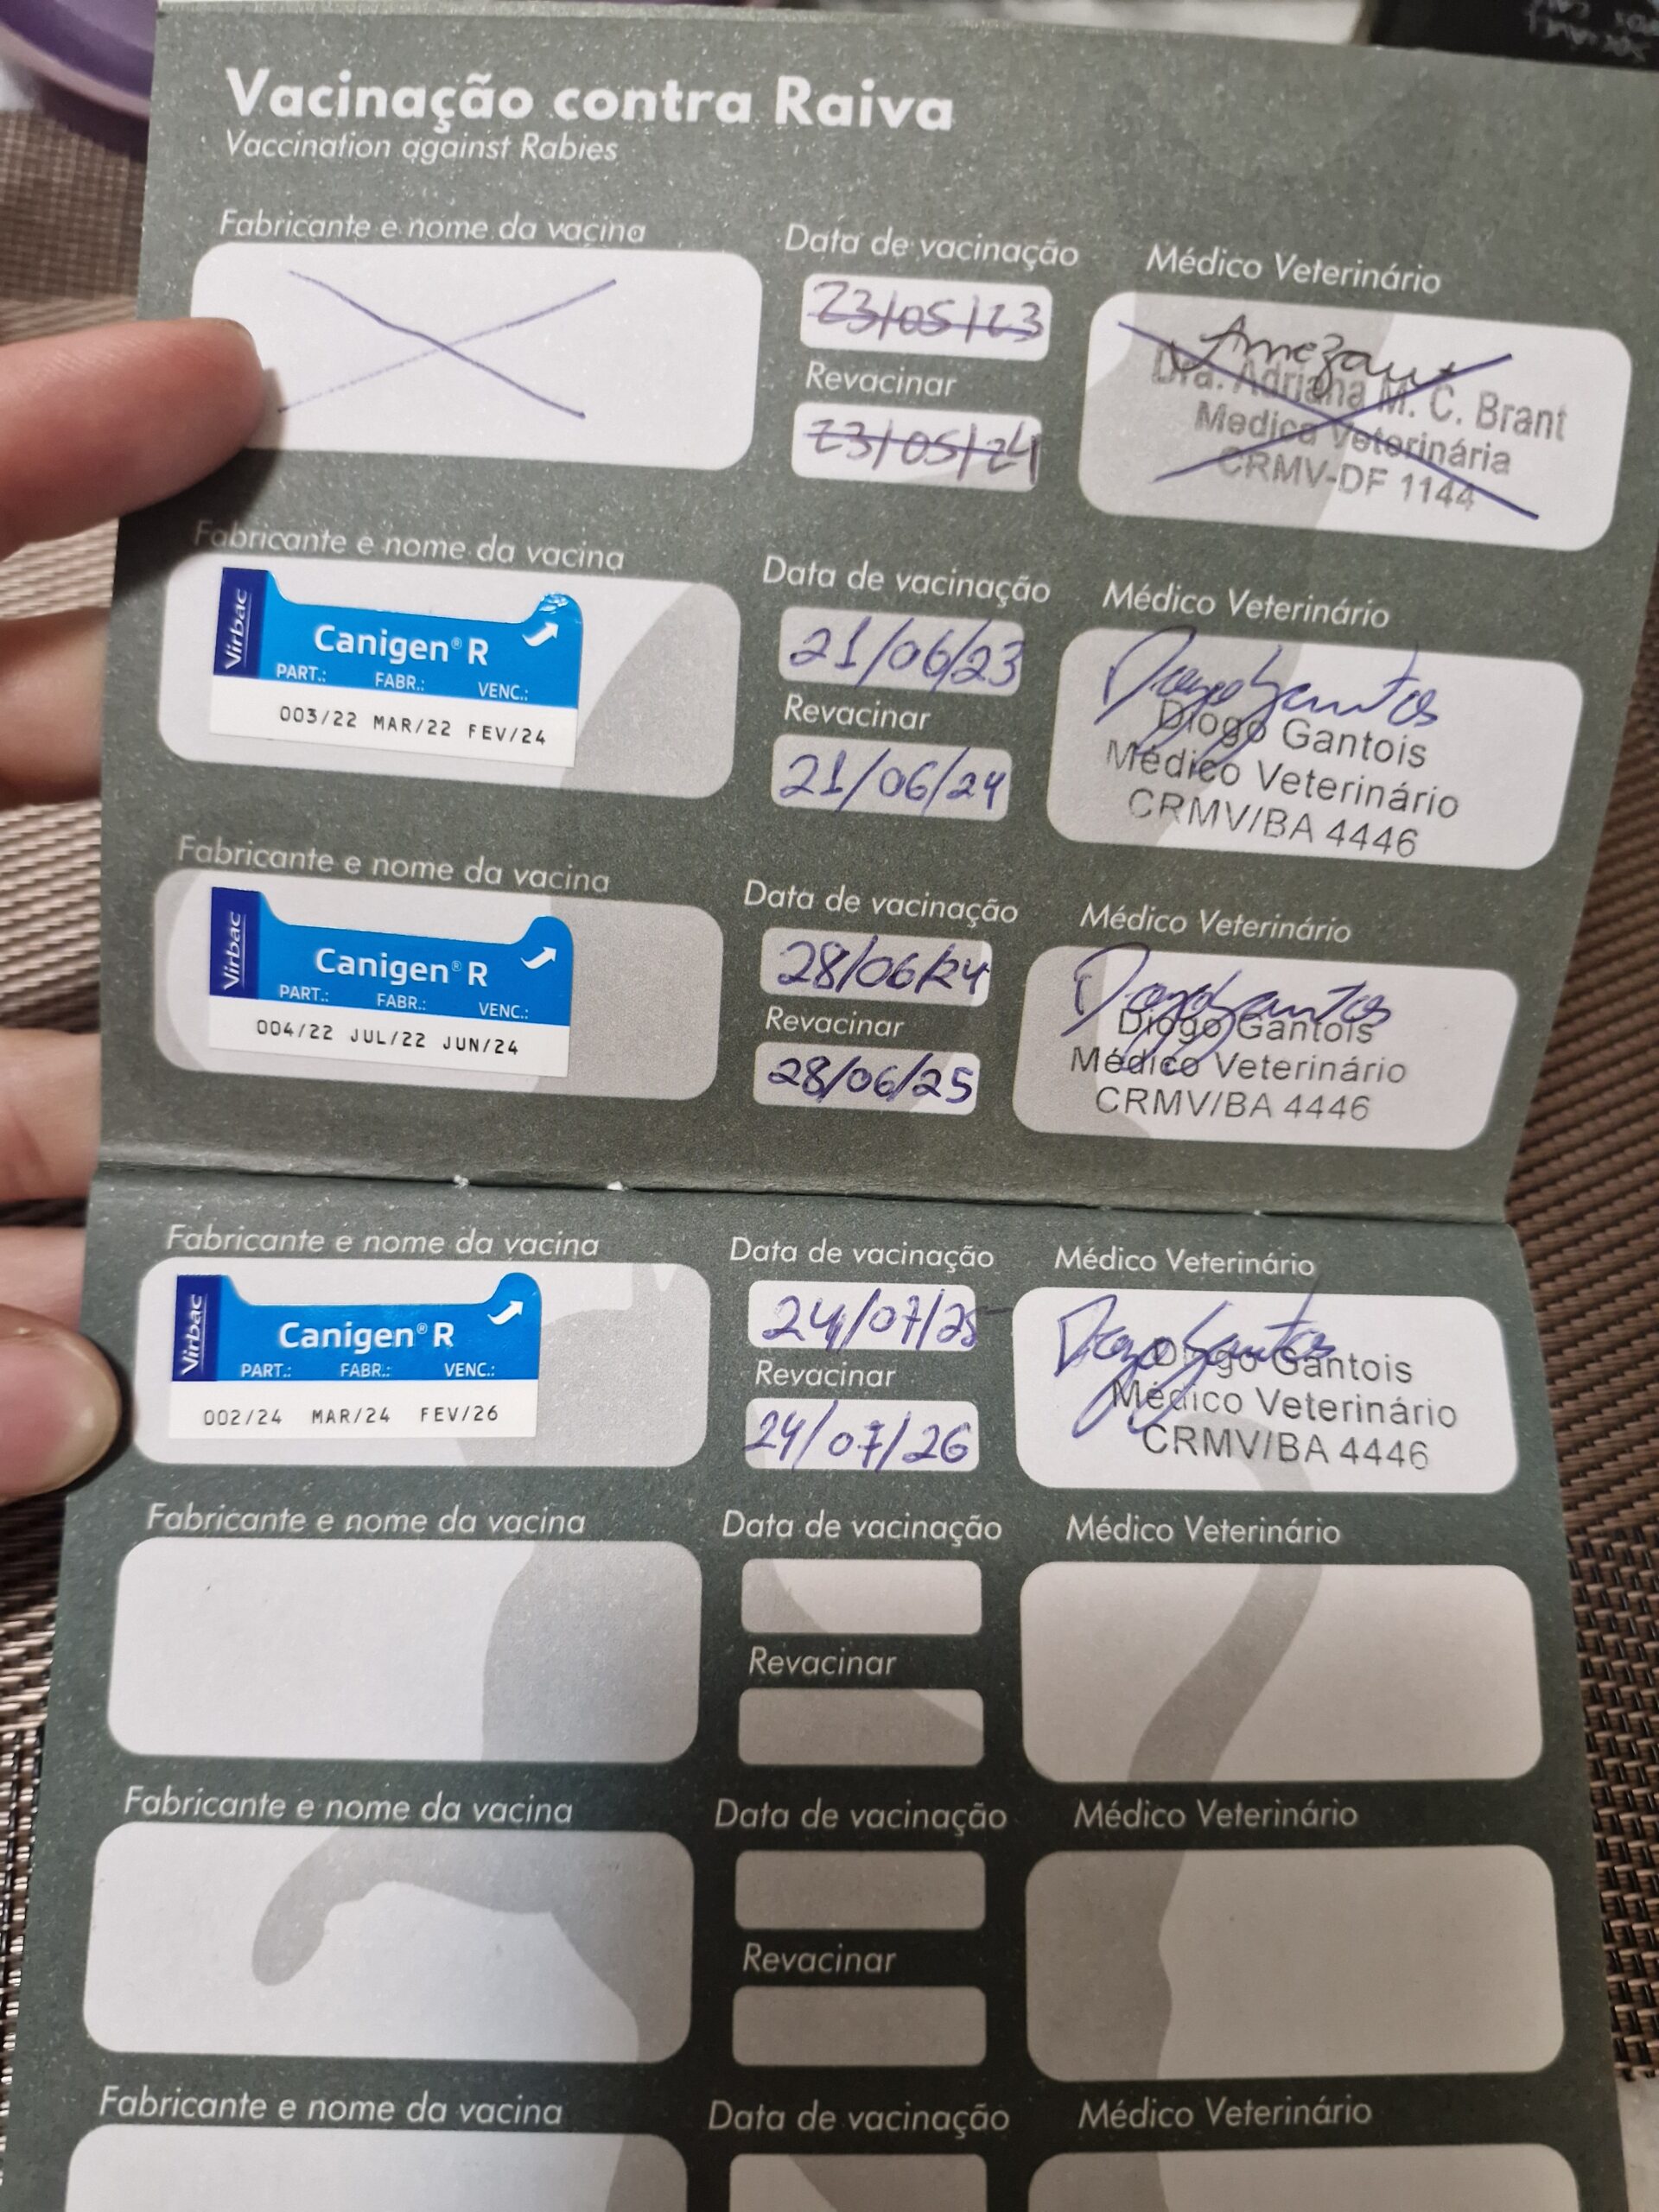 Vacinação contra Raiva
Vaccination against Rabies
Fabricante e nome da vacina
Data de vacinação
23/05/23
Revacinar
23/05/24
Médico Veterinário
Dra. Adriana M. C. Brant
Medica Veterinária
CRMV-DF 1144
Fabricante e nome da vacina
Virbac
Canigen® R
PART.: FABR.: VENC.:
003/22 MAR/22 FEV/24
Data de vacinação
21/06/23
Revacinar
21/06/24
Médico Veterinário
Diogo Gantois
Médico Veterinário
CRMV/BA 4446
Fabricante e nome da vacina
Virbac
Canigen® R
PART.: FABR.: VENC.:
004/22 JUL/22 JUN/24
Data de vacinação
28/06/24
Revacinar
28/06/25
Médico Veterinário
Diogo Gantois
Médico Veterinário
CRMV/BA 4446
Fabricante e nome da vacina
Virbac
Canigen® R
PART.: FABR.: VENC.:
002/24 MAR/24 FEV/26
Data de vacinação
24/07/25
Revacinar
24/07/26
Médico Veterinário
Diogo Gantois
Médico Veterinário
CRMV/BA 4446
Fabricante e nome da vacina
Data de vacinação
Revacinar
Médico Veterinário
Fabricante e nome da vacina
Data de vacinação
Revacinar
Médico Veterinário
Fabricante e nome da vacina
Data de vacinação
Médico Veterinário